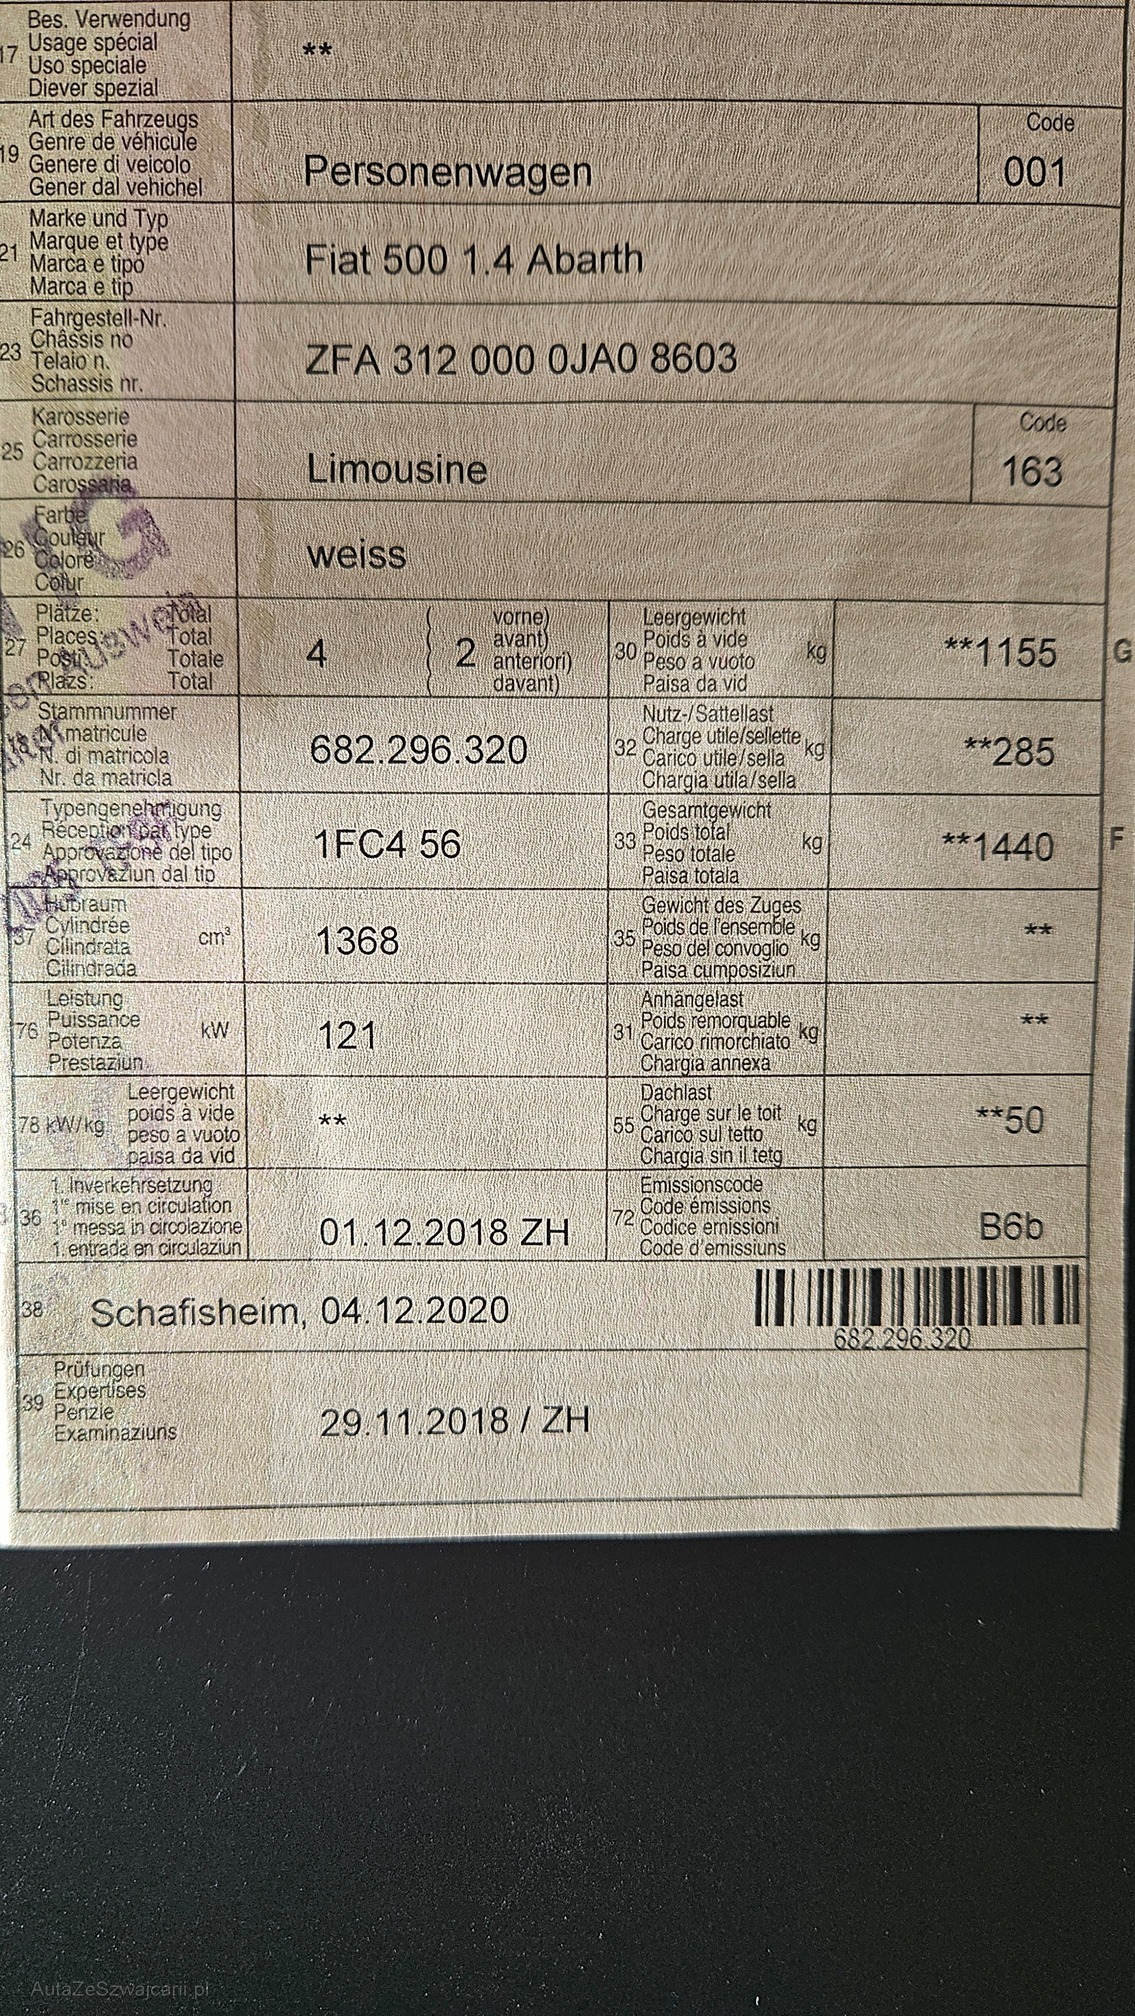 17 Bes. Verwendung
Usage spécial
Uso speciale
Diever spezial
**
19 Art des Fahrzeugs
Genre de véhicule
Genere di veicolo
Gener dal vehichel
Personenwagen
Code
001
21 Marke und Typ
Marque et type
Marca e tipo
Marca e tip
Fiat 500 1.4 Abarth
23 Fahrgestell-Nr.
Châssis no
Telaio n.
Schassis nr.
ZFA 312 000 0JA0 8603
25 Karosserie
Carrosserie
Carrozzeria
Carossaria
Limousine
Code
163
26 Farbe
Couleur
Colore
Colur
weiss
27 Plätze: Total
Places: Total
Posti: Totale
Plazs: Total
4 ( 2 vorne)
avant)
anteriori)
davant)
30 Leergewicht
Poids à vide
Peso a vuoto
Paisa da vid
kg
**1155
G
Stammnummer
N. matricule
N. di matricola
Nr. da matricla
682.296.320
32 Nutz-/Sattellast
Charge utile/sellette
Carico utile/sella
Chargia utila/sella
kg
**285
24 Typengenehmigung
Réception par type
Approvazione del tipo
Approvaziun dal tip
1FC4 56
33 Gesamtgewicht
Poids total
Peso totale
Paisa totala
kg
**1440
F
37 Hubraum
Cylindrée
Cilindrata
Cilindrada
cm³
1368
35 Gewicht des Zuges
Poids de l'ensemble
Peso del convoglio
Paisa cumposiziun
kg
**
76 Leistung
Puissance
Potenza
Prestaziun
kW
121
31 Anhängelast
Poids remorquable
Carico rimorchiato
Chargia annexa
kg
**
78 kW/kg Leergewicht
poids à vide
peso a vuoto
paisa da vid
**
55 Dachlast
Charge sur le toit
Carico sul tetto
Chargia sin il tetg
kg
**50
36 1. Inverkehrsetzung
1re mise en circulation
1a messa in circolazione
1. entrada en circulaziun
01.12.2018 ZH
72 Emissionscode
Code émissions
Codice emissioni
Code d'emissiuns
B6b
38 Schafisheim, 04.12.2020
682.296.320
39 Prüfungen
Expertises
Perizie
Examinaziuns
29.11.2018 / ZH
AutaZeSzwajcarii.pl